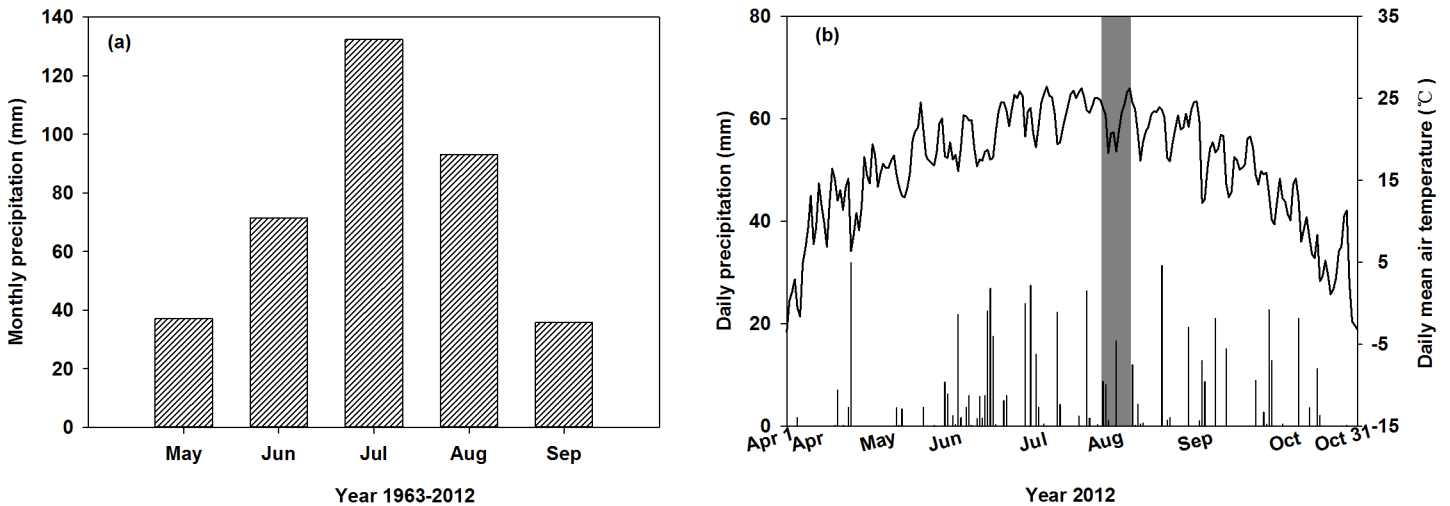 (a)
Monthly precipitation (mm)
140
120
100
80
60
40
20
0
May Jun Jul Aug Sep
Year 1963-2012
(b)
Daily precipitation (mm)
80
60
40
20
0
Daily mean air temperature (℃)
35
25
15
5
-5
-15
Apr 1 Apr May Jun Jul Aug Sep Oct Oct 31
Year 2012